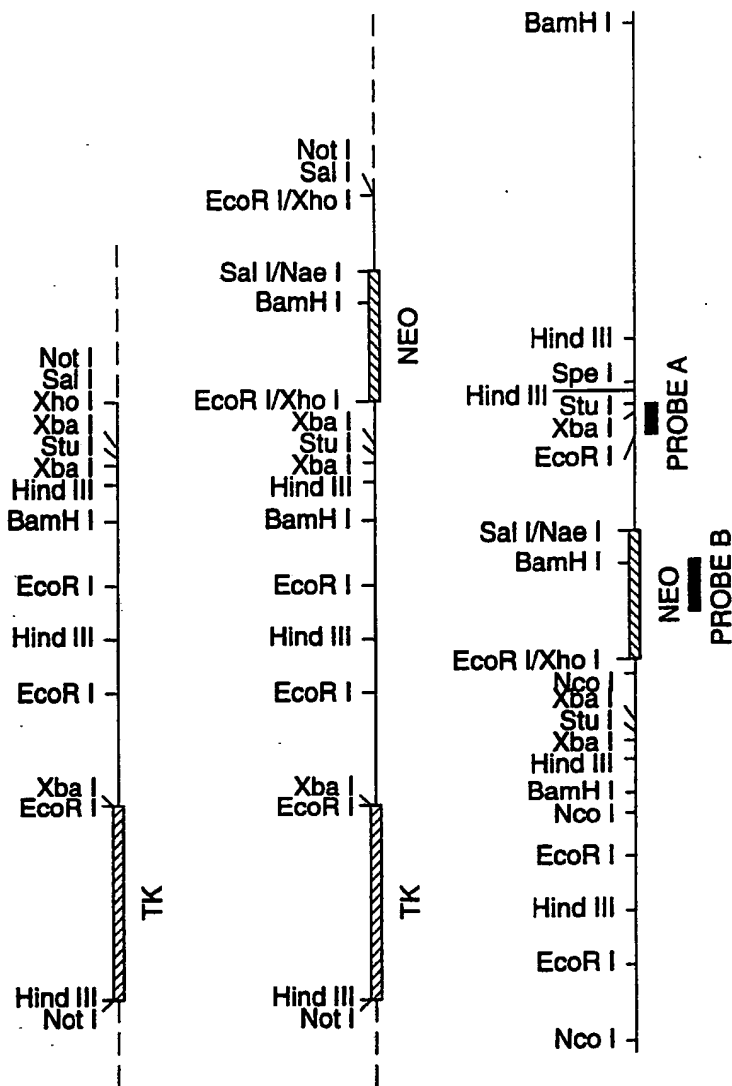 Not I
Sal I
Xho I
Xba I
Stu I
Xba I
Hind III
BamH I
EcoR I
Hind III
EcoR I
Xba I
EcoR I
TK
Hind III
Not I
Not I
Sal I
EcoR I/Xho I
Sal I/Nae I
BamH I
NEO
EcoR I/Xho I
Xba I
Stu I
Xba I
Hind III
BamH I
EcoR I
Hind III
EcoR I
Xba I
EcoR I
TK
Hind III
Not I
BamH I
Hind III
Spe I
Hind III
Stu I
Xba I
EcoR I
PROBE A
Sal I/Nae I
BamH I
NEO
PROBE B
EcoR I/Xho I
Nco I
Xba I
Stu I
Xba I
Hind III
BamH I
Nco I
EcoR I
Hind III
EcoR I
Nco I